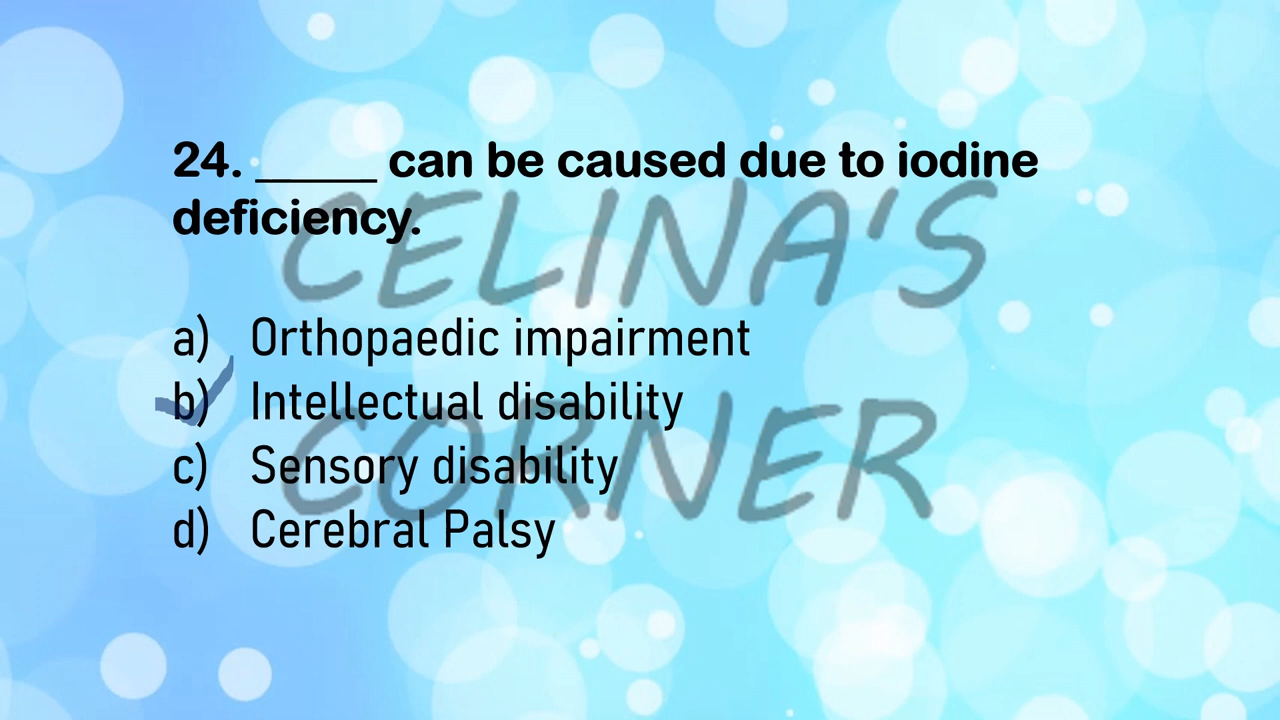 24. _____ can be caused due to iodine
deficiency.
CELINA'S
a) Orthopaedic impairment
b) Intellectual disability
CORNER
c) Sensory disability
d) Cerebral Palsy